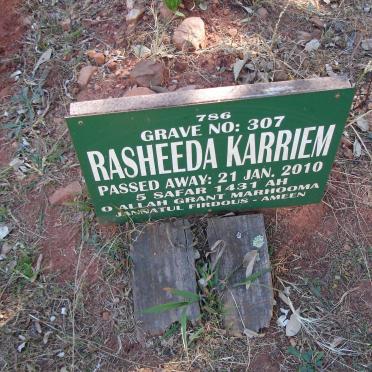 786
GRAVE NO: 307
RASHEEDA KARRIEM
PASSED AWAY: 21 JAN. 2010
5 SAFAR 1431 AH
O ALLAH GRANT MARHOOMA
JANNATUL FIRDOUS - AMEEN